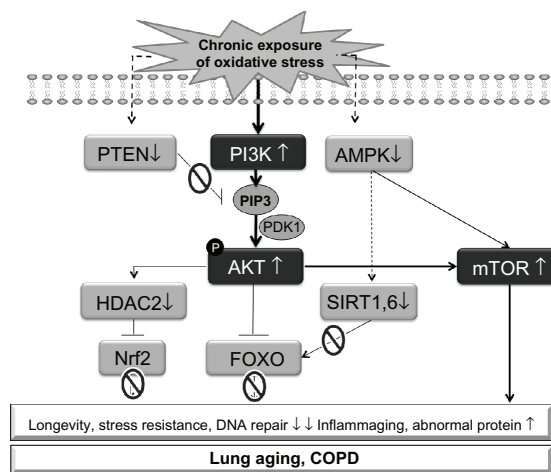 Chronic exposure
of oxidative stress
PTEN↓
PI3K ↑
AMPK↓
PIP3
PDK1
P
AKT ↑
mTOR ↑
HDAC2↓
SIRT1,6↓
Nrf2
FOXO
Longevity, stress resistance, DNA repair ↓↓ Inflammaging, abnormal protein ↑
Lung aging, COPD